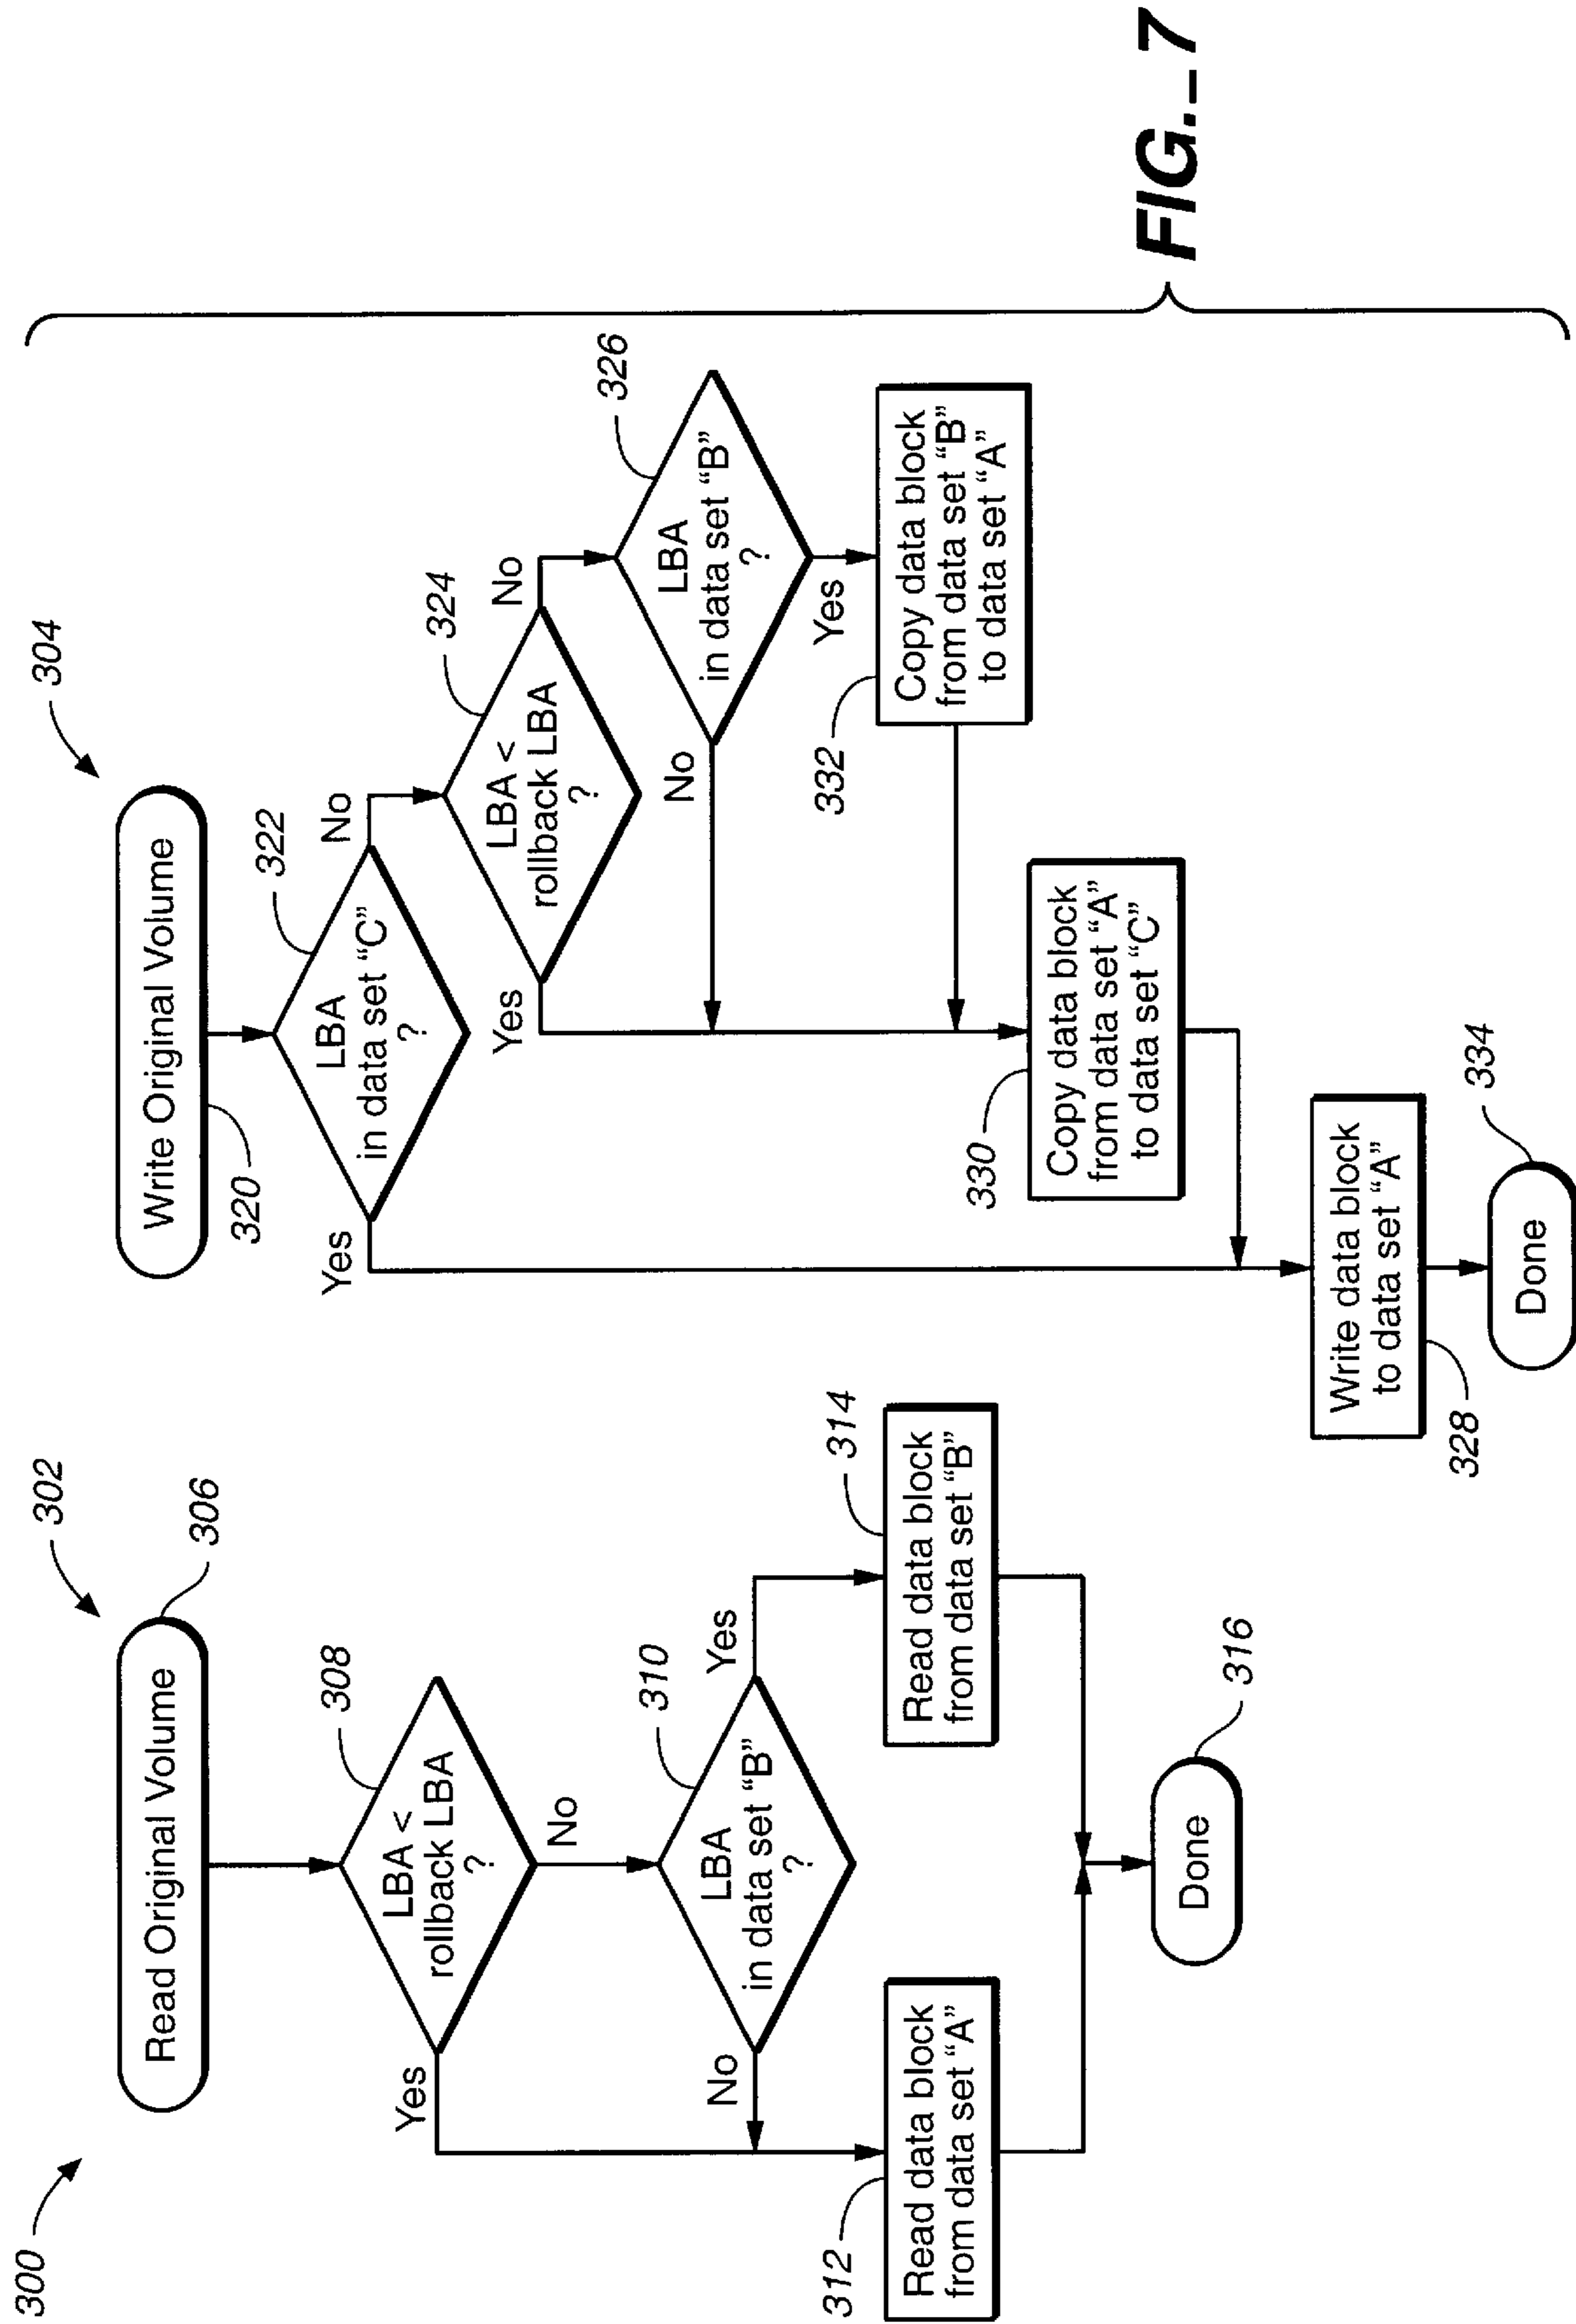 300
302
Read Original Volume
306
LBA <
rollback LBA
?
308
Yes
No
LBA
in data set “B”
?
310
No
Yes
312
Read data block
from data set “A”
Read data block
from data set “B”
314
Done
316
304
Write Original Volume
320
LBA
in data set “C”
?
322
Yes
No
LBA <
rollback LBA
?
324
Yes
No
LBA
in data set “B”
?
326
No
Yes
332
Copy data block
from data set “B”
to data set “A”
330
Copy data block
from data set “A”
to data set “C”
Write data block
to data set “A”
328
Done
334
FIG._7